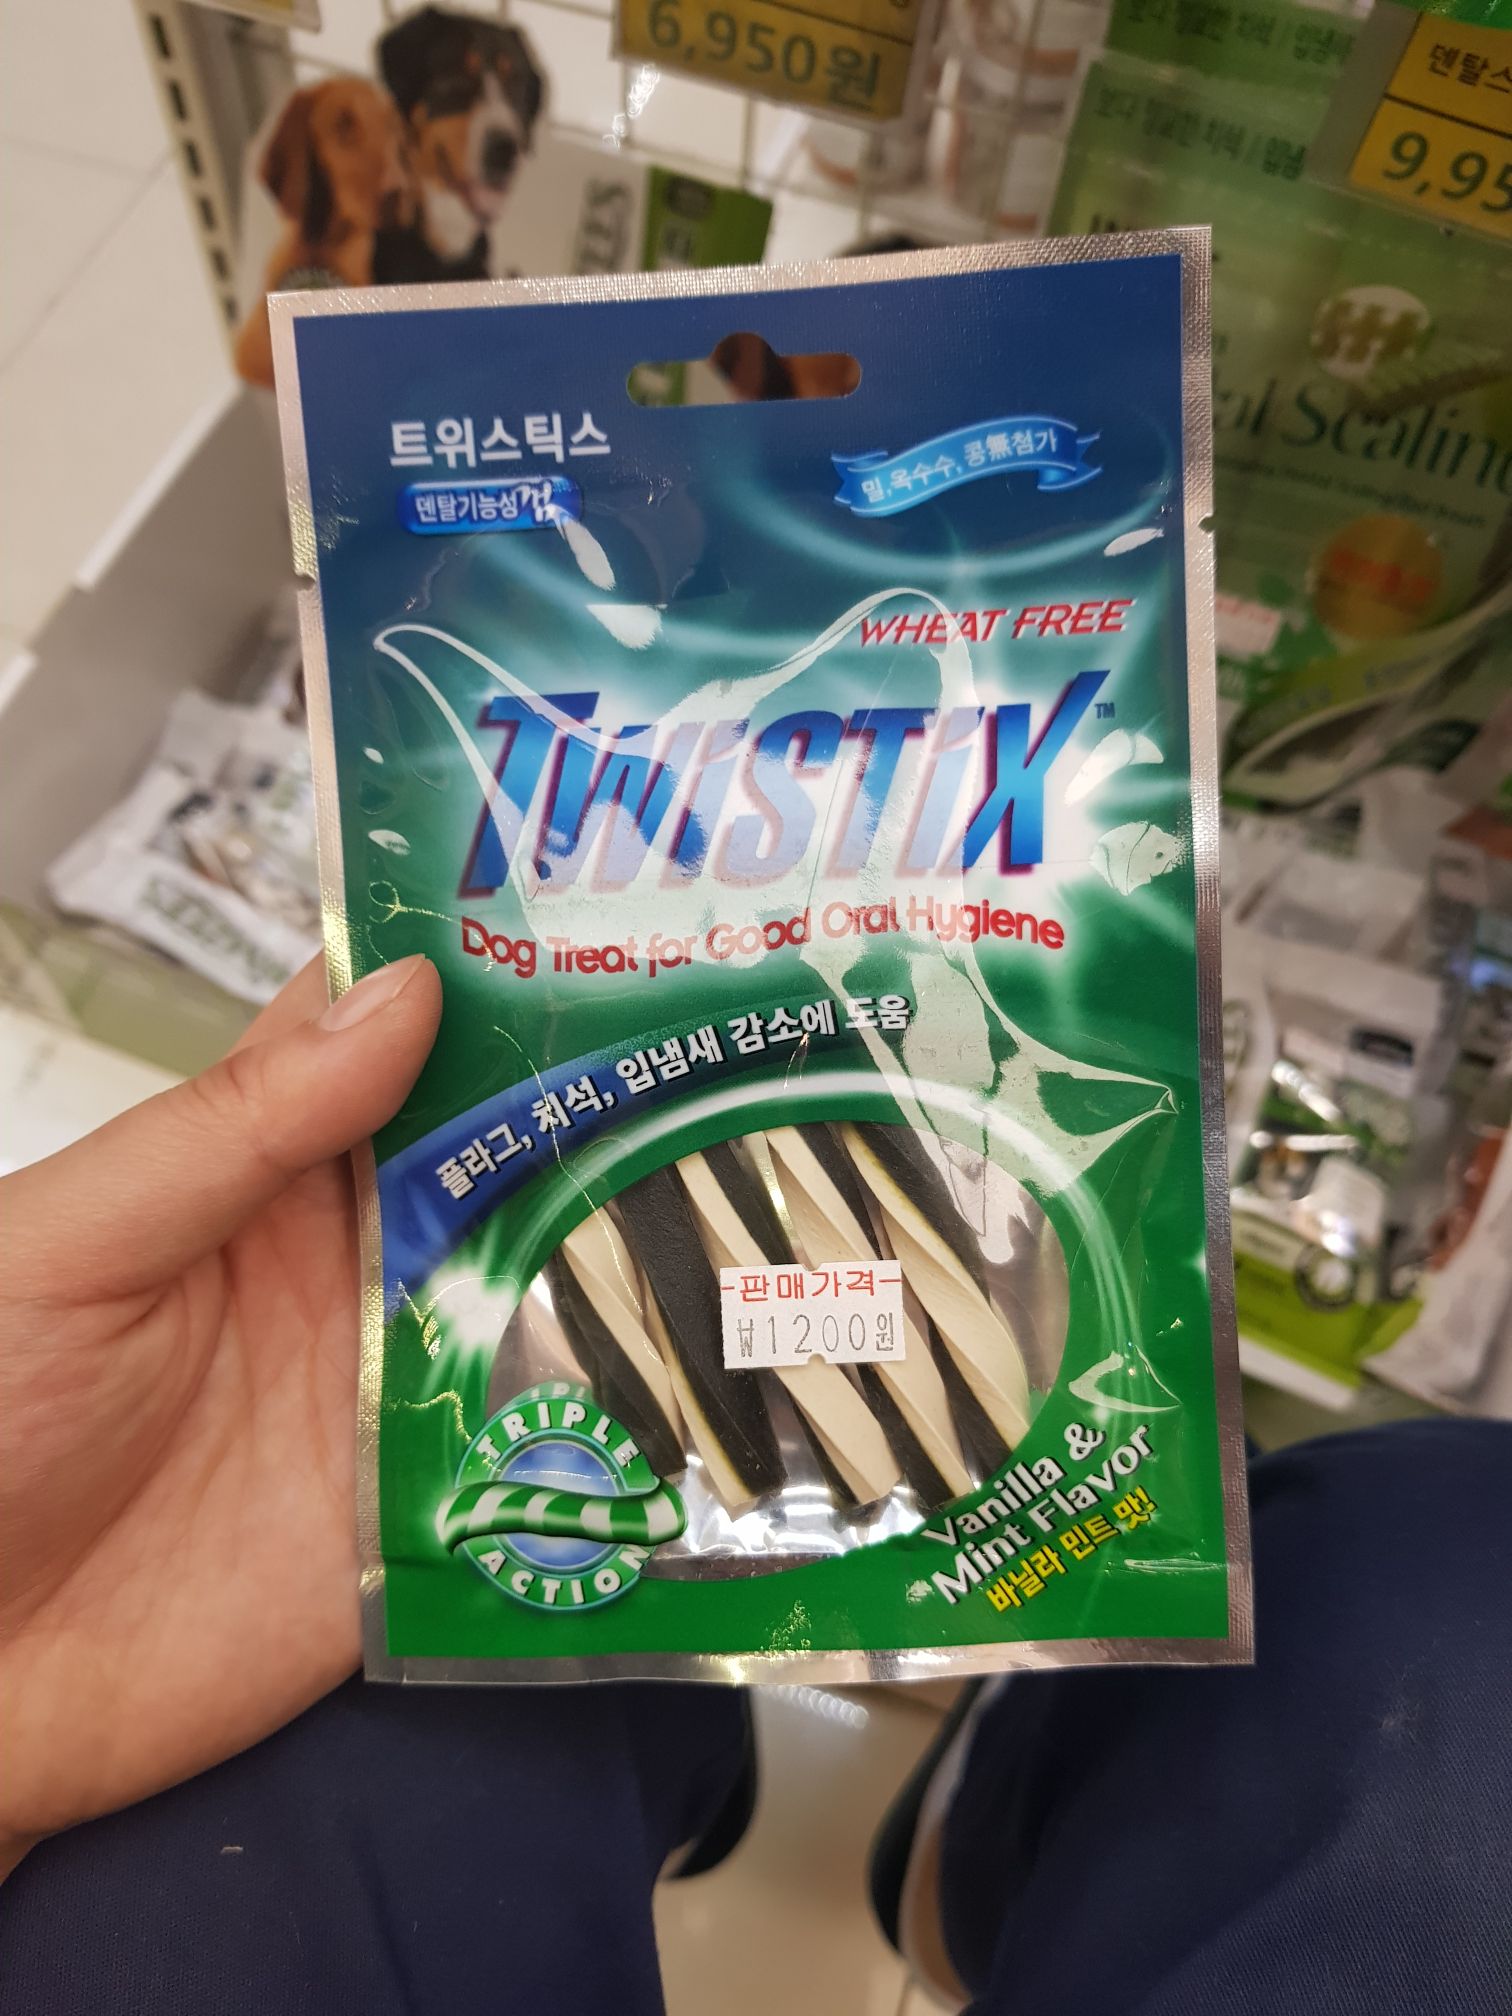 6,950원
덴탈스
9,95
al Scaling
트위스틱스
덴탈기능성껌
밀,옥수수, 콩無첨가
WHEAT FREE
TWISTIX™
Dog Treat for Good Oral Hygiene
플라그, 치석, 입냄새 감소에 도움
-판매가격-
₩1200원
TRIPLE
ACTION
Vanilla &
Mint Flavor
바닐라 민트 맛!